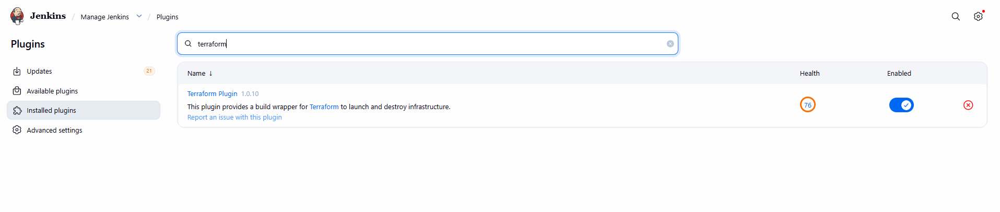 Jenkins / Manage Jenkins / Plugins
Plugins
terraform
Updates 21
Available plugins
Installed plugins
Advanced settings
Name ↓ Health Enabled
Terraform Plugin 1.0.10
This plugin provides a build wrapper for Terraform to launch and destroy infrastructure.
Report an issue with this plugin
76